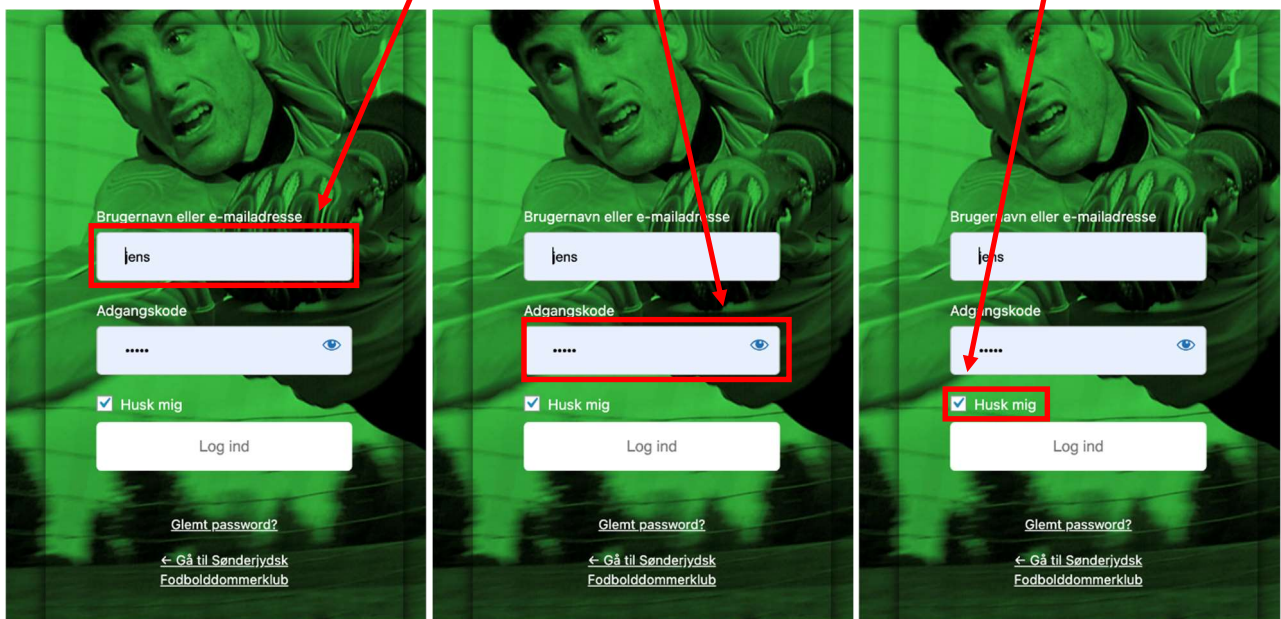 Brugernavn eller e-mailadresse
jens
Adgangskode
•••••
Husk mig
Log ind
Glemt password?
← Gå til Sønderjydsk
Fodbolddommerklub
Brugernavn eller e-mailadresse
jens
Adgangskode
•••••
Husk mig
Log ind
Glemt password?
← Gå til Sønderjydsk
Fodbolddommerklub
Brugernavn eller e-mailadresse
jens
Adgangskode
•••••
Husk mig
Log ind
Glemt password?
← Gå til Sønderjydsk
Fodbolddommerklub